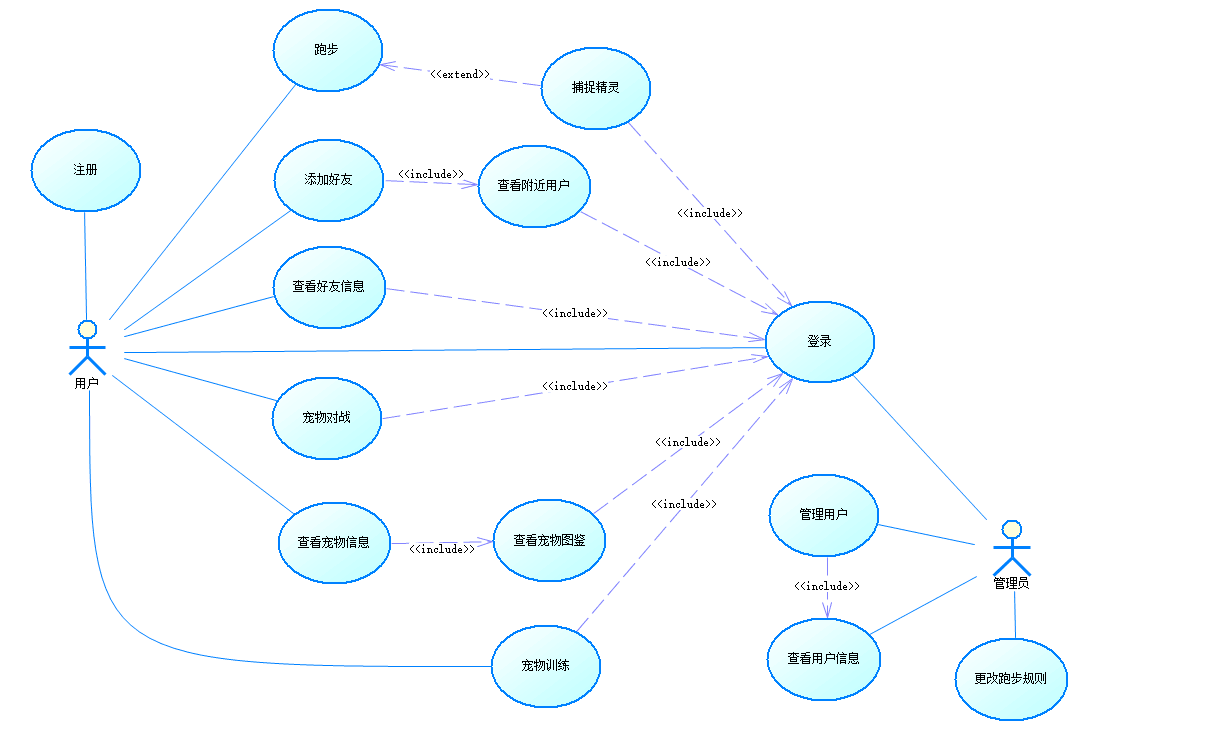 跑步
<<extend>>
捕捉精灵
注册
添加好友
<<include>>
查看附近用户
<<include>>
<<include>>
查看好友信息
<<include>>
登录
用户
<<include>>
宠物对战
<<include>>
<<include>>
管理用户
查看宠物信息
<<include>>
查看宠物图鉴
管理员
<<include>>
宠物训练
查看用户信息
更改跑步规则